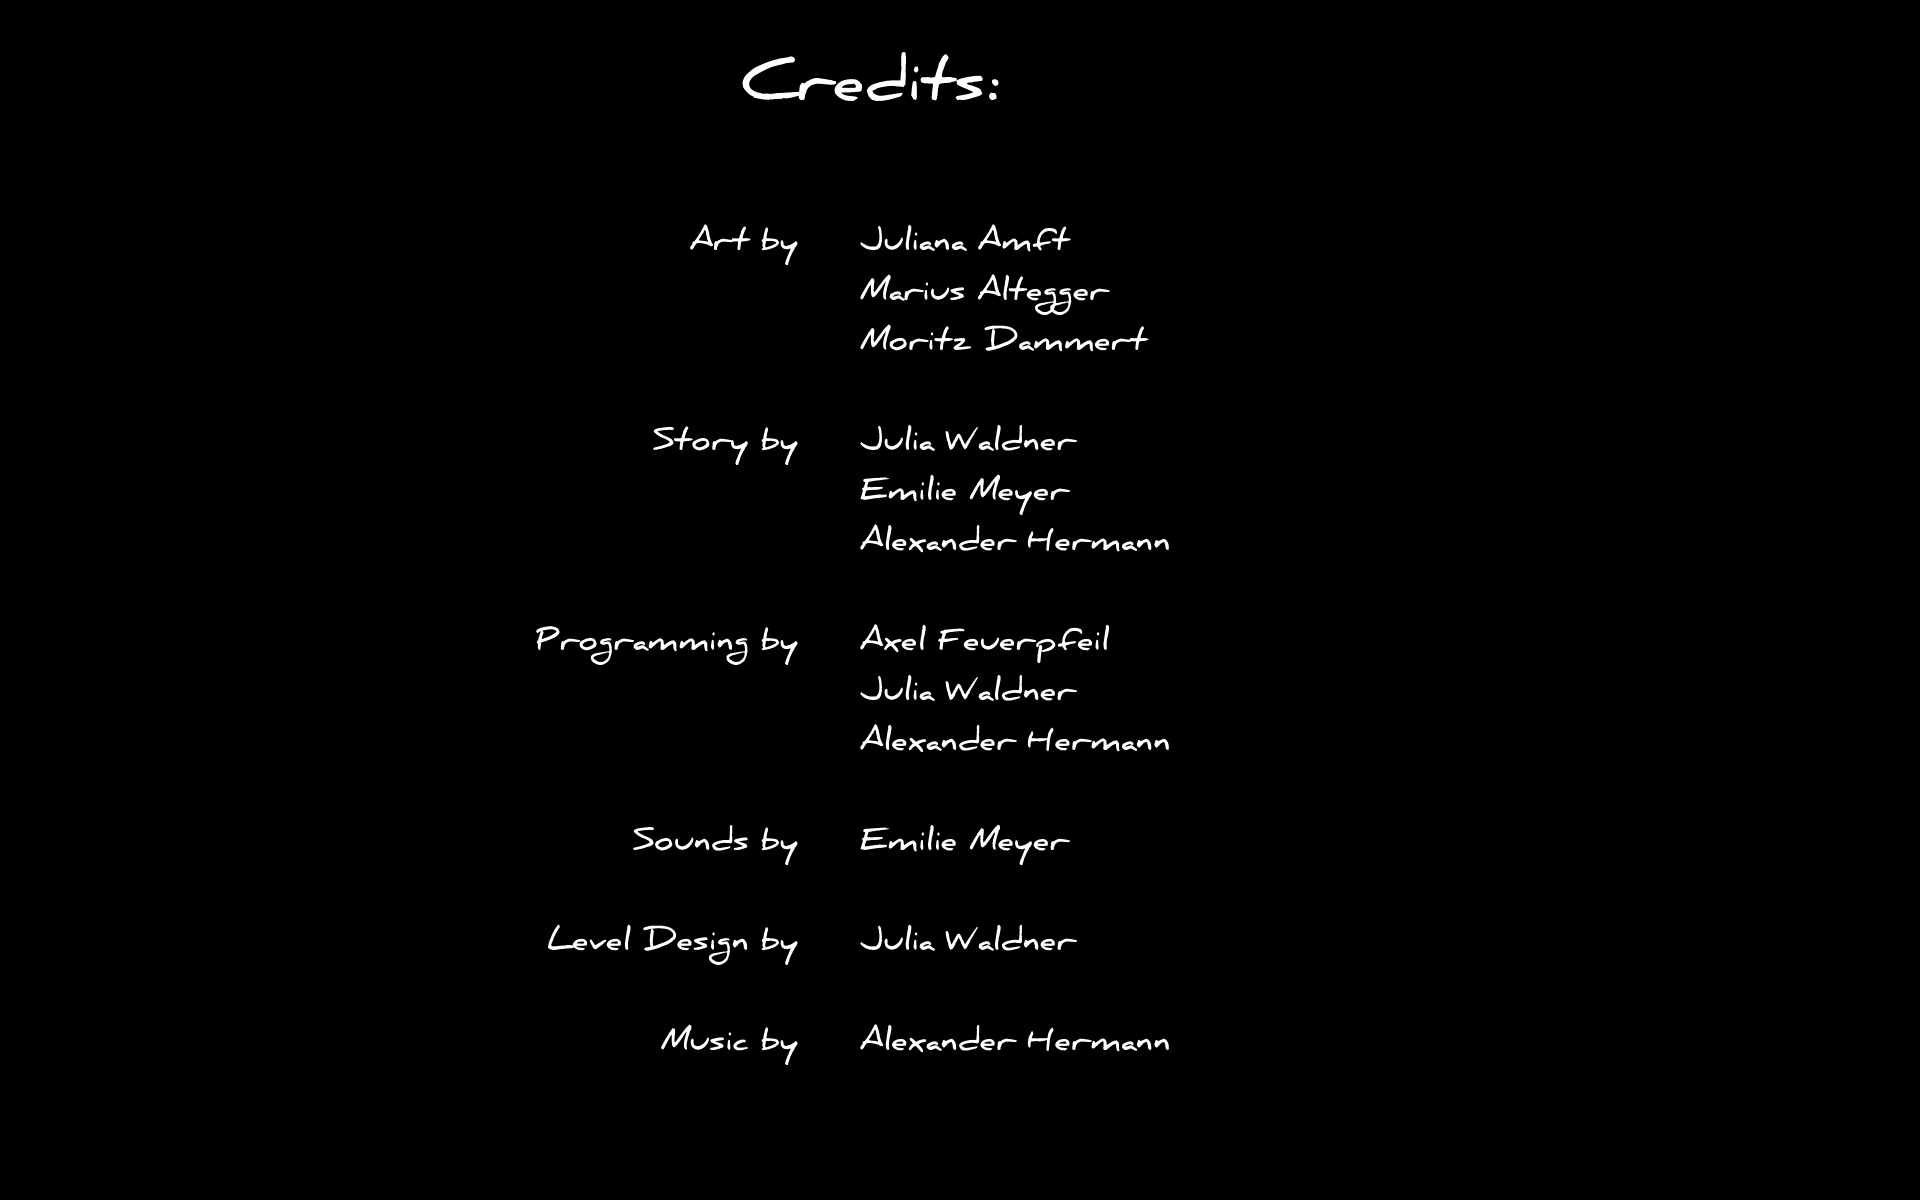 Credits:
Art by Juliana Amft
Marius Altegger
Moritz Dammert
Story by Julia Waldner
Emilie Meyer
Alexander Hermann
Programming by Axel Feuerpfeil
Julia Waldner
Alexander Hermann
Sounds by Emilie Meyer
Level Design by Julia Waldner
Music by Alexander Hermann